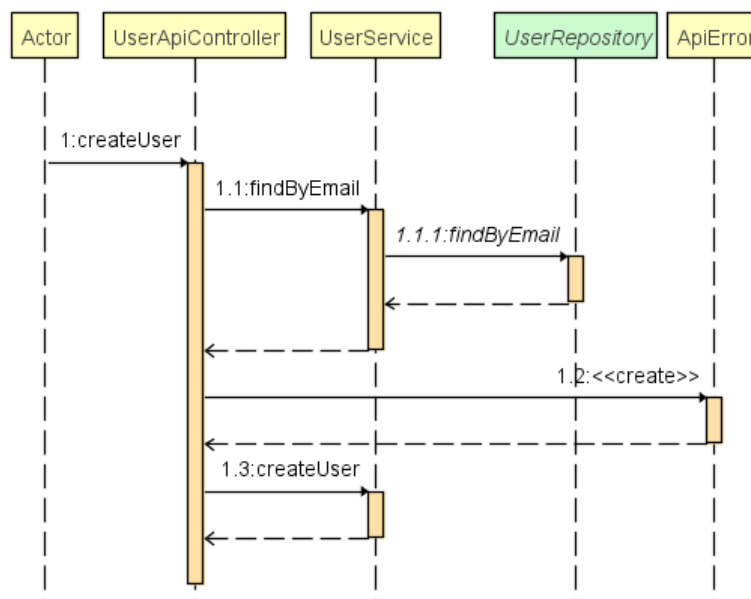 Actor
UserApiController
UserService
UserRepository
ApiError
1:createUser
1.1:findByEmail
1.1.1:findByEmail
1.2:<<create>>
1.3:createUser